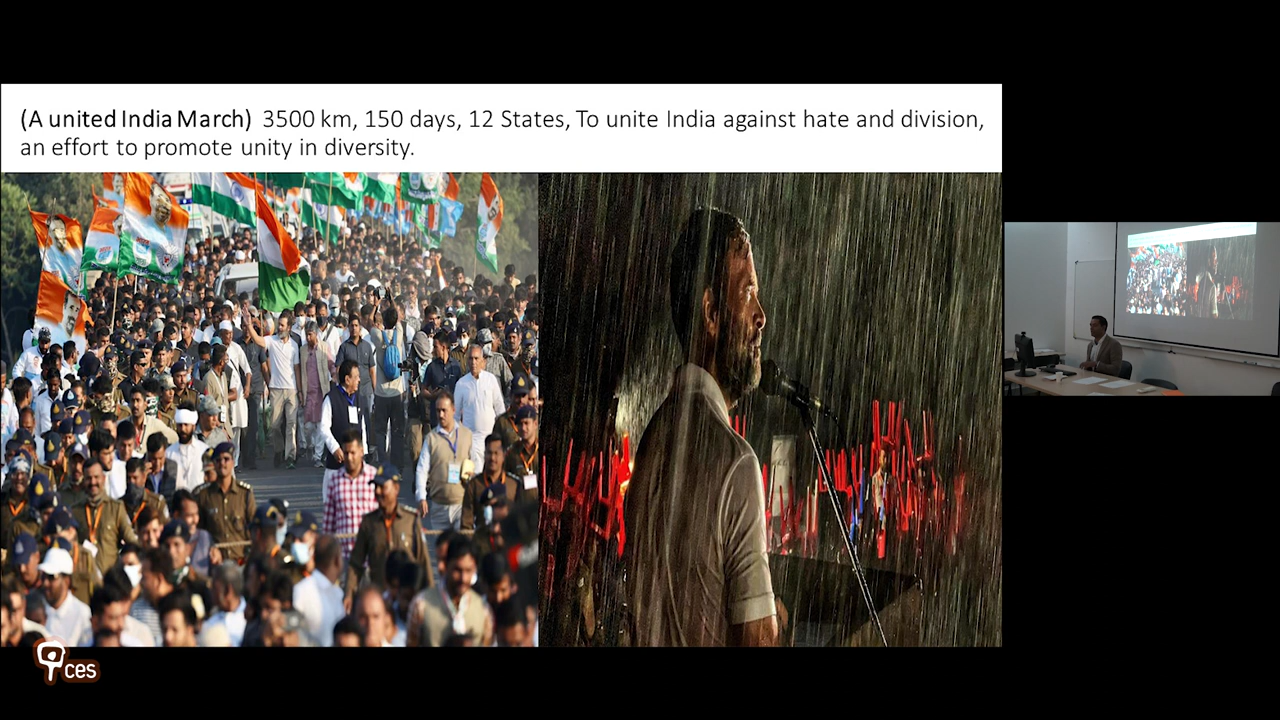 (A united India March) 3500 km, 150 days, 12 States, To unite India against hate and division,
an effort to promote unity in diversity.
ces